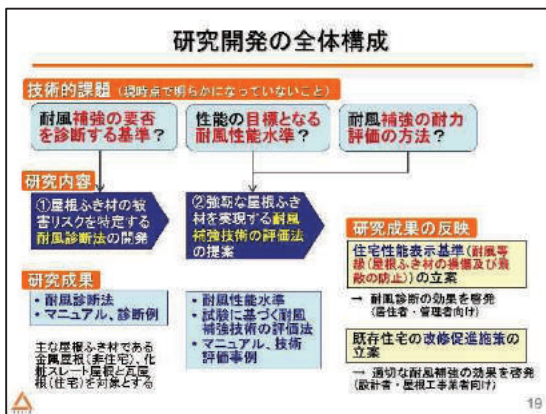 研究開発の全体構成
技術的課題（現時点で明らかになっていないこと）
耐風補強の要否
を診断する基準？
性能の目標となる
耐風性能水準？
耐風補強の耐力
評価の方法？
研究内容
①屋根ふき材の被
害リスクを特定する
耐風診断法の開発
②強靭な屋根ふき
材を実現する耐風
補強技術の評価法
の提案
研究成果
・耐風診断法
・マニュアル、診断例
主な屋根ふき材である
金属屋根（非住宅）、化
粧スレート屋根と瓦屋
根（住宅）を対象とする
・耐風性能水準
・試験に基づく耐風
補強技術の評価法
・マニュアル、技術
評価事例
研究成果の反映
住宅性能表示基準（耐風等
級（屋根ふき材の損傷及び飛
散の防止））の立案
→ 耐風診断の効果を啓発
（居住者・管理者向け）
既存住宅の改修促進施策の
立案
→ 適切な耐風補強の効果を啓発
（設計者・屋根工事業者向け）
19